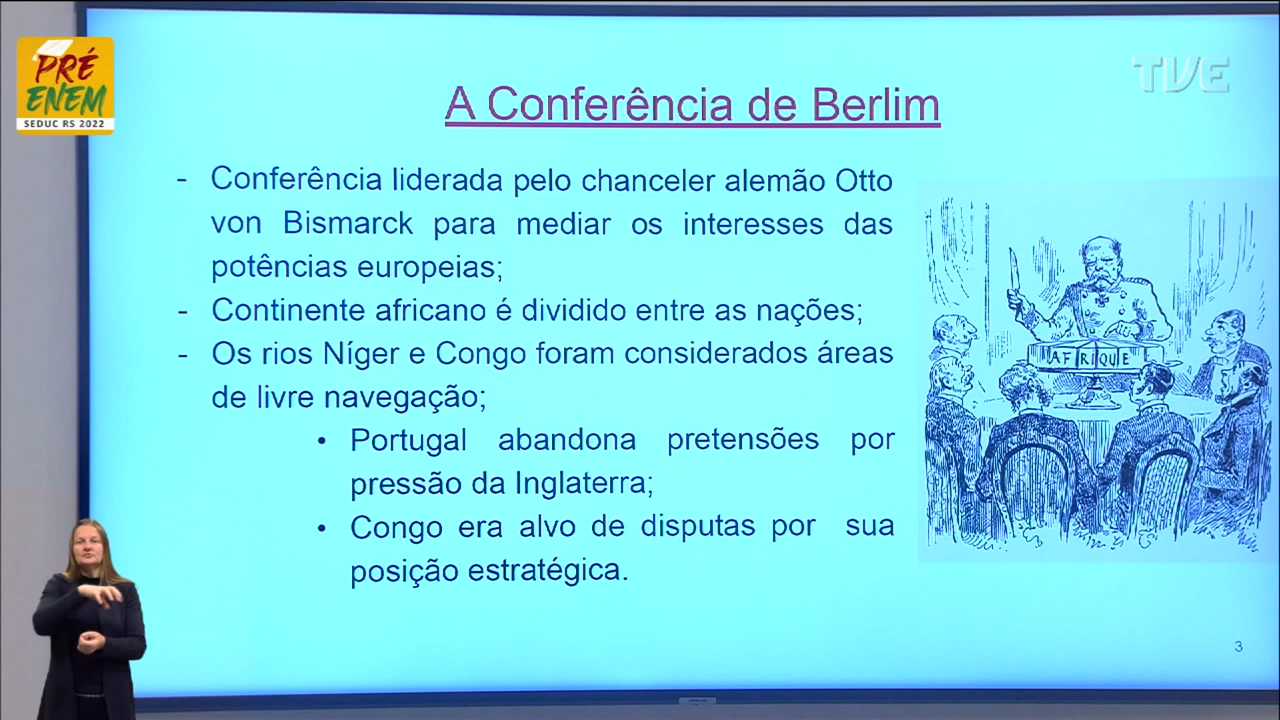 PRÉ
ENEM
SEDUC RS 2022
TVE
A Conferência de Berlim
- Conferência liderada pelo chanceler alemão Otto
von Bismarck para mediar os interesses das
potências europeias;
- Continente africano é dividido entre as nações;
- Os rios Níger e Congo foram considerados áreas
de livre navegação;
• Portugal abandona pretensões por
pressão da Inglaterra;
• Congo era alvo de disputas por sua
posição estratégica.
AFRIQUE
3